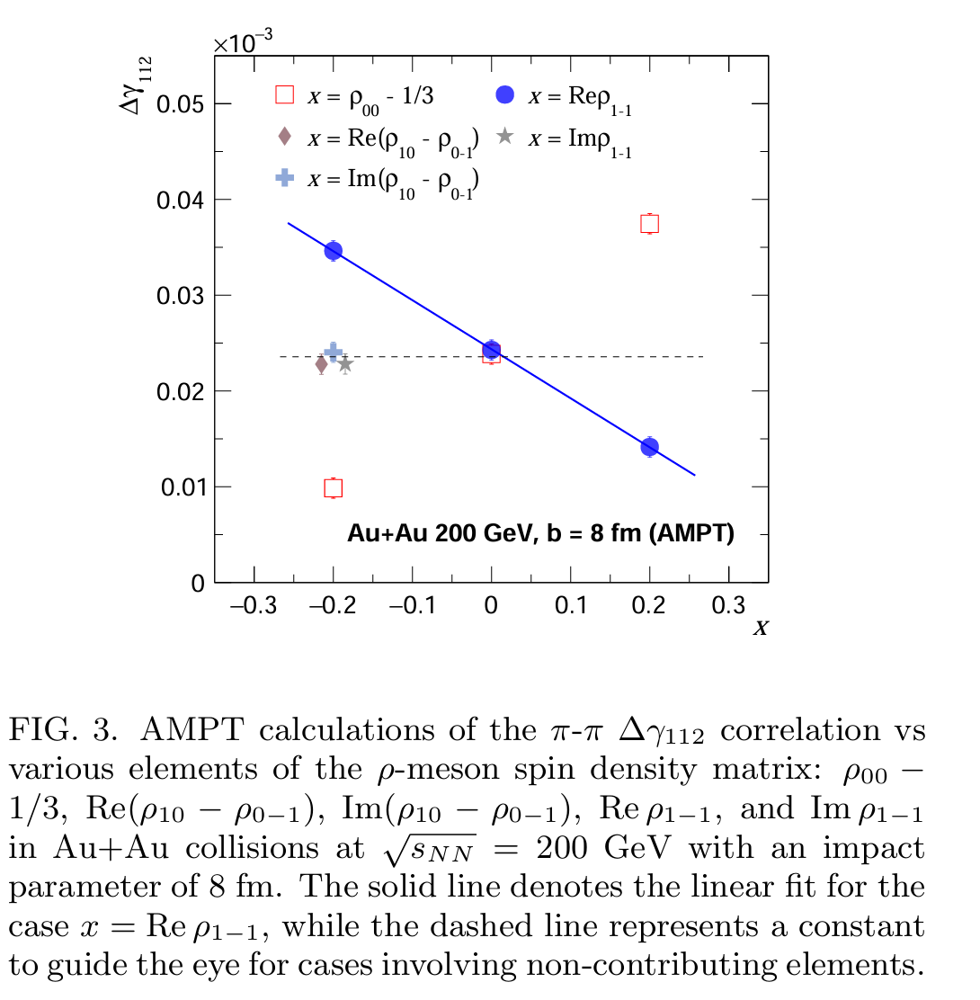 ×10⁻³
Δγ₁₁₂
x = ρ₀₀ - 1/3
x = Reρ₁₋₁
x = Re(ρ₁₀ - ρ₀₋₁)
x = Imρ₁₋₁
x = Im(ρ₁₀ - ρ₀₋₁)
0.05
0.04
0.03
0.02
0.01
0
Au+Au 200 GeV, b = 8 fm (AMPT)
−0.3 −0.2 −0.1 0 0.1 0.2 0.3
x
FIG. 3. AMPT calculations of the π-π Δγ₁₁₂ correlation vs
various elements of the ρ-meson spin density matrix: ρ₀₀ −
1/3, Re(ρ₁₀ − ρ₀₋₁), Im(ρ₁₀ − ρ₀₋₁), Re ρ₁₋₁, and Im ρ₁₋₁
in Au+Au collisions at √sNN = 200 GeV with an impact
parameter of 8 fm. The solid line denotes the linear fit for the
case x = Re ρ₁₋₁, while the dashed line represents a constant
to guide the eye for cases involving non-contributing elements.